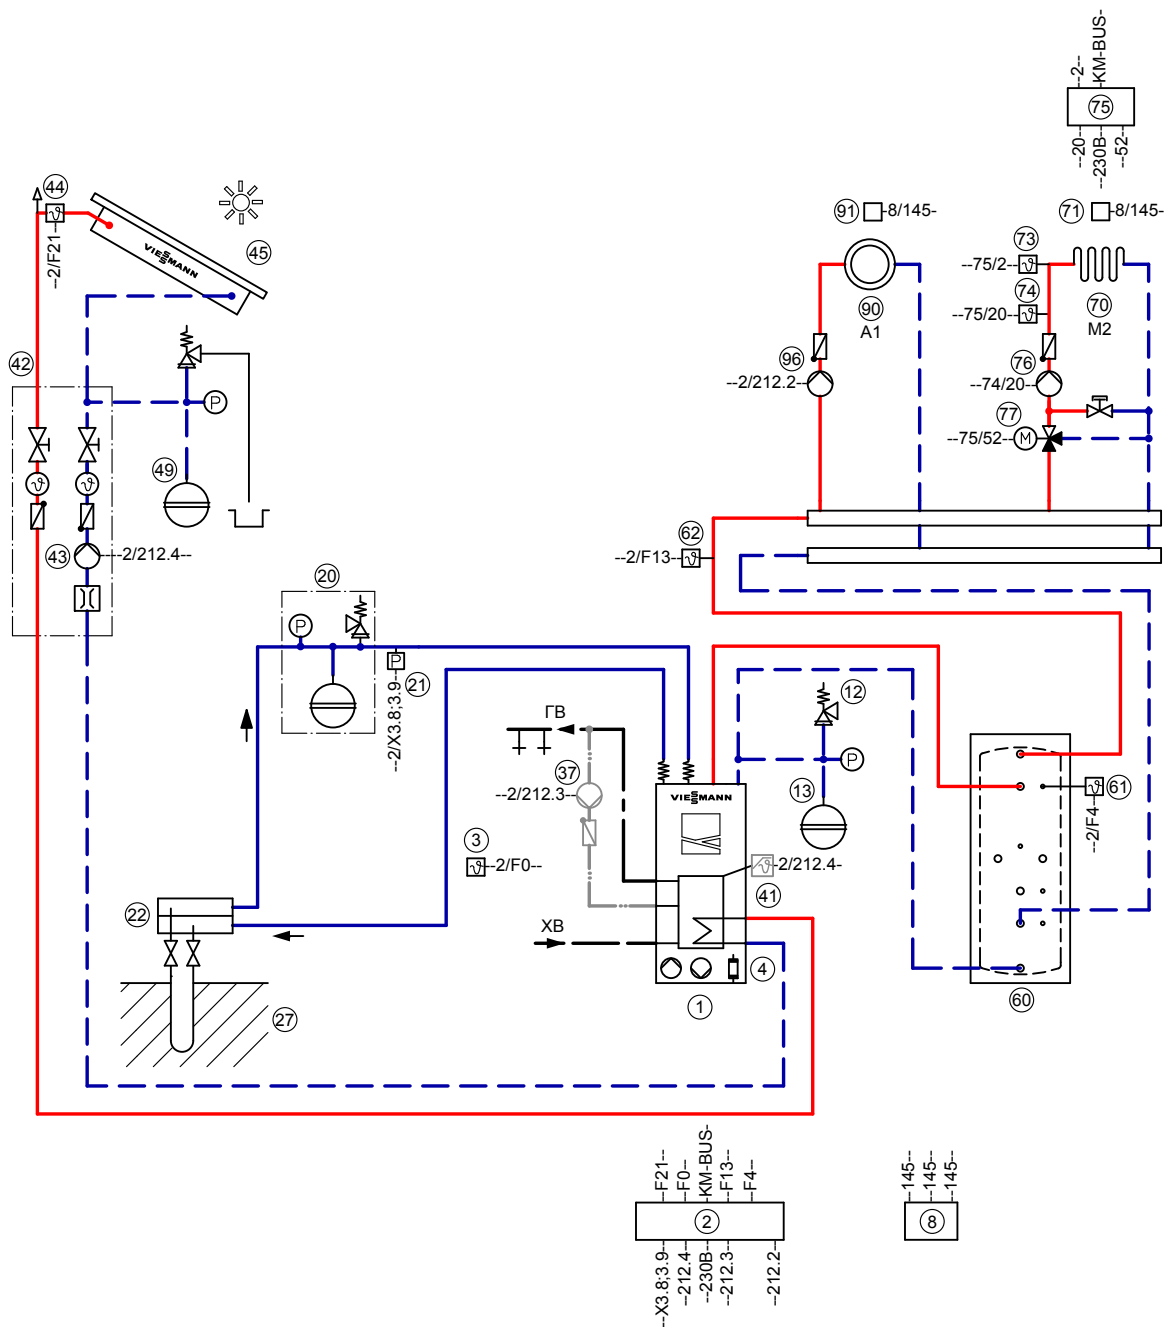 --2--
KM-BUS-
75
--20--
--230В--
--52--
44
--2/F21--
VIESSMANN
45
91
-8/145-
71
-8/145-
73
--75/2--
74
--75/20--
90
A1
70
M2
42
P
96
--2/212.2--
76
--74/20--
77
--75/52--
M
49
43
---2/212.4--
62
--2/F13--
20
P
P
21
--2/X3.8;3.9--
12
ГВ
37
--2/212.3--
P
VIESSMANN
13
61
--2/F4--
3
--2/F0--
--2/212.4-
41
22
ХВ
4
1
60
27
--F21--
--F0--
-KM-BUS-
--F13--
--F4--
2
--X3.8;3.9--
--212.4--
--230В--
--212.3--
--212.2--
--145--
--145--
--145--
8